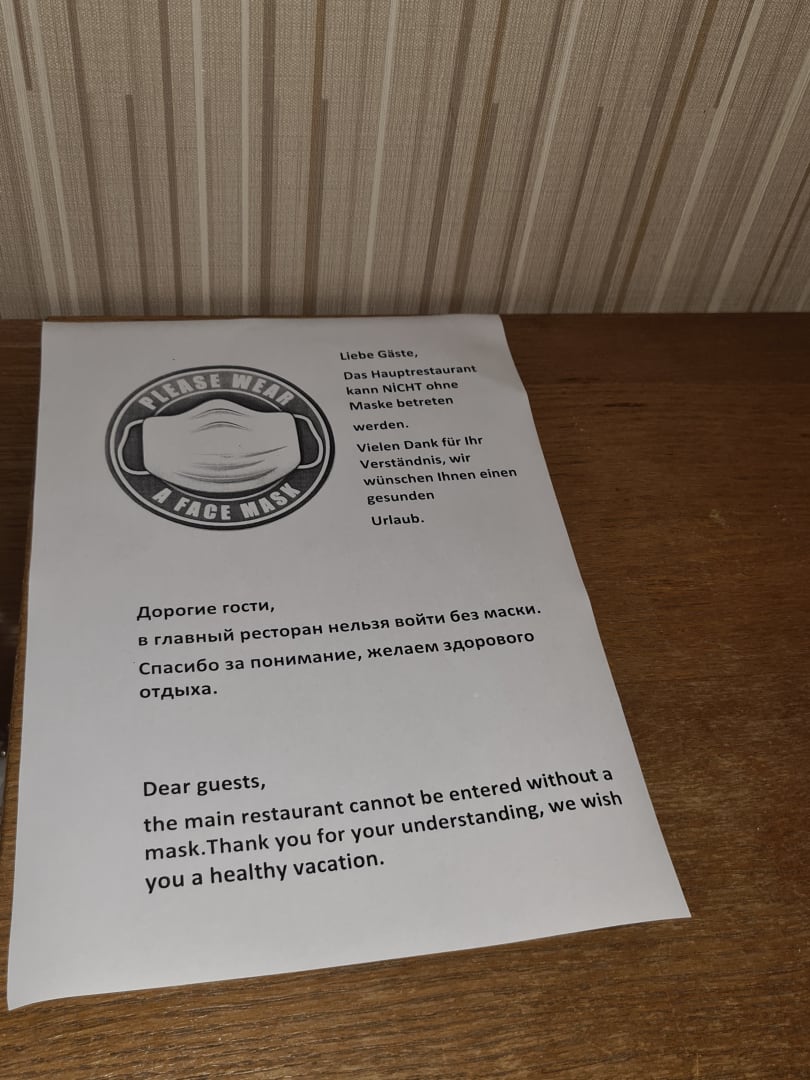 PLEASE WEAR
A FACE MASK
Liebe Gäste,
Das Hauptrestaurant
kann NİCHT ohne
Maske betreten
werden.
Vielen Dank für Ihr
Verständnis, wir
wünschen Ihnen einen
gesunden
Urlaub.
Дорогие гости,
в главный ресторан нельзя войти без маски.
Спасибо за понимание, желаем здорового
отдыха.
Dear guests,
the main restaurant cannot be entered without a
mask.Thank you for your understanding, we wish
you a healthy vacation.